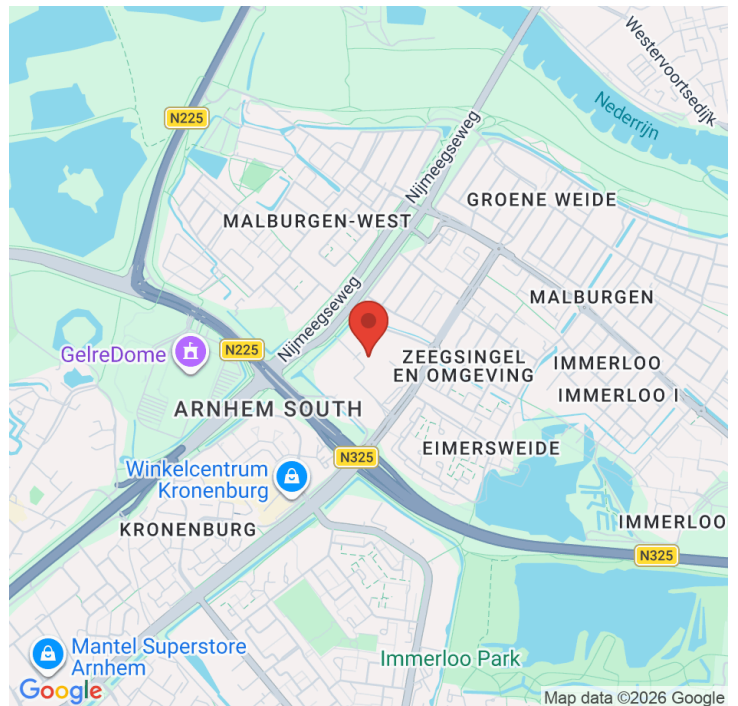 Westervoortsedijk
Nederrijn
N225
Nijmeegseweg
GROENE WEIDE
MALBURGEN-WEST
MALBURGEN
Nijmeegseweg
GelreDome
N225
ZEEGSINGEL
EN OMGEVING
IMMERLOO
IMMERLOO I
ARNHEM SOUTH
EIMERSWEIDE
N325
Winkelcentrum
Kronenburg
KRONENBURG
IMMERLOO
N325
Mantel Superstore
Arnhem
Immerloo Park
Google
Map data ©2026 Google